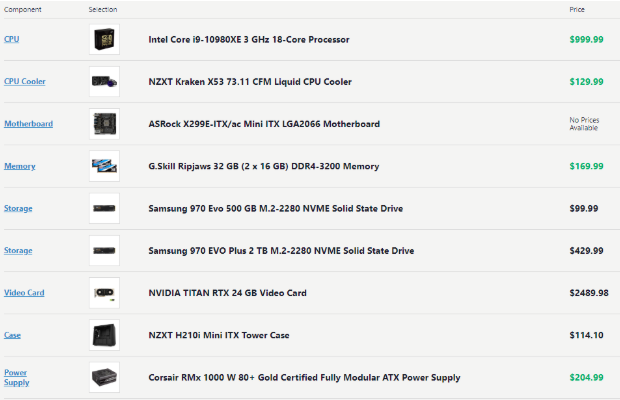 Component Selection Price
CPU Intel Core i9-10980XE 3 GHz 18-Core Processor $999.99
CPU Cooler NZXT Kraken X53 73.11 CFM Liquid CPU Cooler $129.99
Motherboard ASRock X299E-ITX/ac Mini ITX LGA2066 Motherboard No Prices
Available
Memory G.Skill Ripjaws 32 GB (2 x 16 GB) DDR4-3200 Memory $169.99
Storage Samsung 970 Evo 500 GB M.2-2280 NVME Solid State Drive $99.99
Storage Samsung 970 EVO Plus 2 TB M.2-2280 NVME Solid State Drive $429.99
Video Card NVIDIA TITAN RTX 24 GB Video Card $2489.98
Case NZXT H210i Mini ITX Tower Case $114.10
Power
Supply Corsair RMx 1000 W 80+ Gold Certified Fully Modular ATX Power Supply $204.99